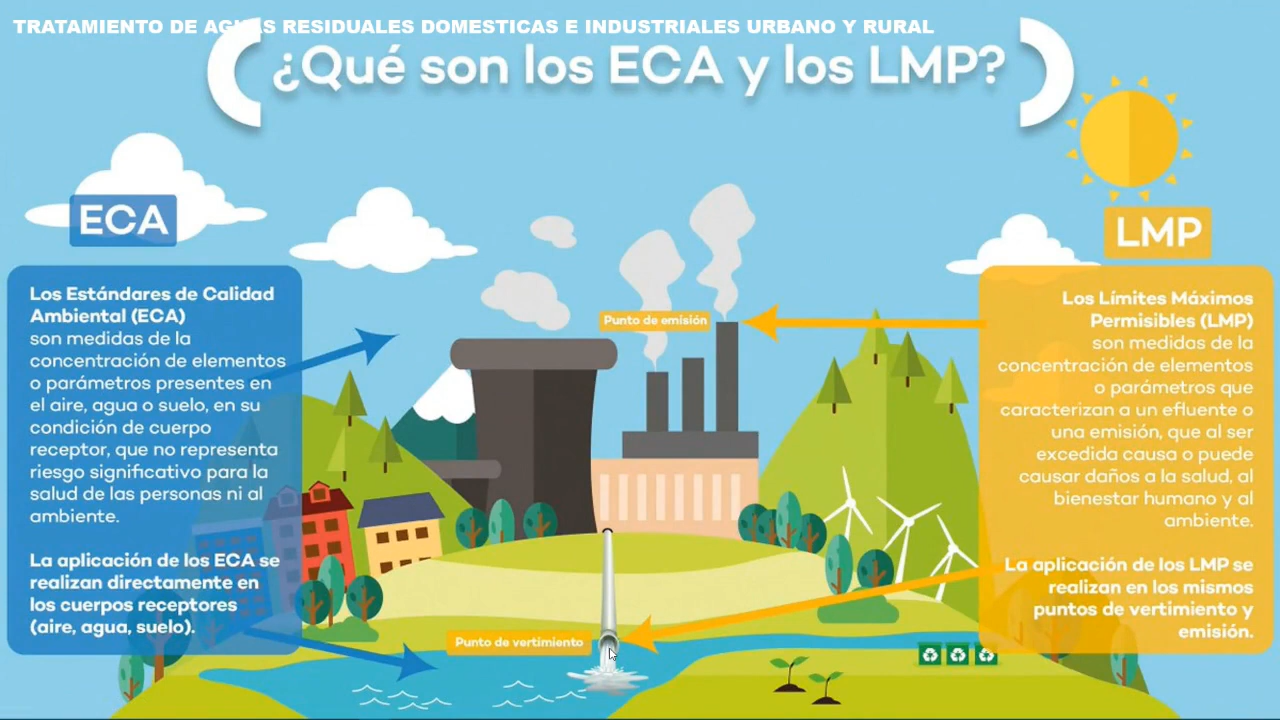 TRATAMIENTO DE AGUAS RESIDUALES DOMESTICAS E INDUSTRIALES URBANO Y RURAL
¿Qué son los ECA y los LMP?
ECA
Los Estándares de Calidad
Ambiental (ECA)
son medidas de la
concentración de elementos
o parámetros presentes en
el aire, agua o suelo, en su
condición de cuerpo
receptor, que no representa
riesgo significativo para la
salud de las personas ni al
ambiente.
La aplicación de los ECA se
realizan directamente en
los cuerpos receptores
(aire, agua, suelo).
Punto de emisión
Punto de vertimiento
LMP
Los Límites Máximos
Permisibles (LMP)
son medidas de la
concentración de elementos
o parámetros que
caracterizan a un efluente o
una emisión, que al ser
excedida causa o puede
causar daños a la salud, al
bienestar humano y al
ambiente.
La aplicación de los LMP se
realizan en los mismos
puntos de vertimiento y
emisión.